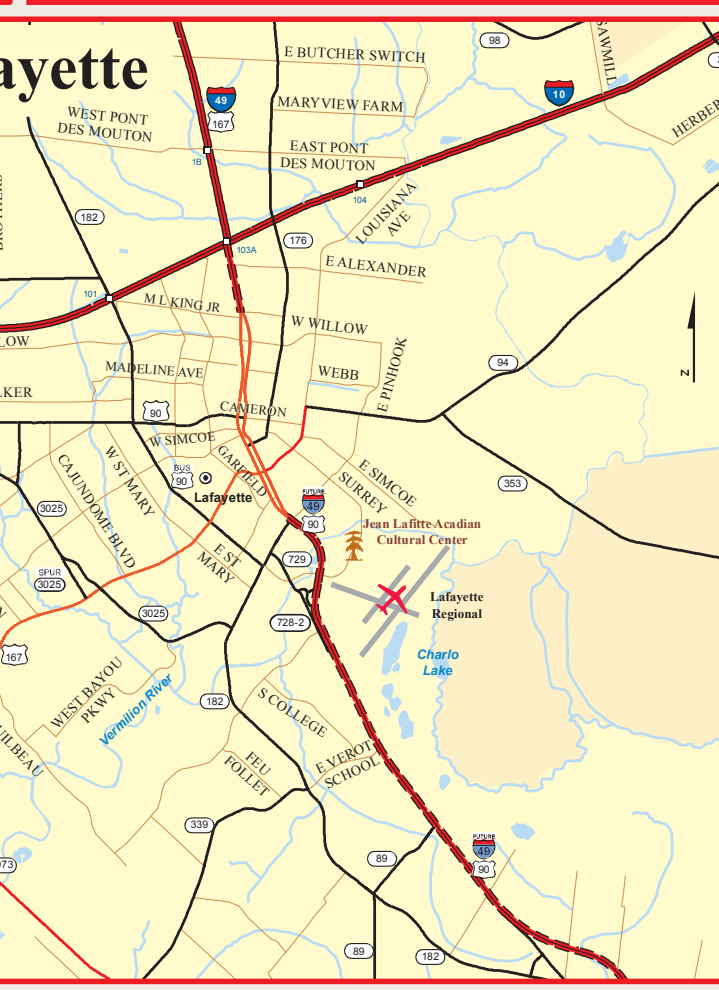 ayette
98
SAWMILL
E BUTCHER SWITCH
49
167
10
MARYVIEW FARM
WEST PONT
DES MOUTON
EAST PONT
DES MOUTON
1B
104
LOUISIANA
AVE
182
176
103A
E ALEXANDER
101
M L KING JR
W WILLOW
LOW
E PINHOOK
N
94
MADELINE AVE
WEBB
LKER
90
CAMERON
W SIMCOE
BUS
90
Lafayette
GARFIELD
W ST MARY
CAJUNDOME BLVD
E SIMCOE
SURREY
353
3025
FUTURE
49
90
Jean Lafitte Acadian
Cultural Center
E ST
MARY
729
SPUR
3025
Lafayette
Regional
3025
728-2
167
Charlo
Lake
WEST BAYOU
PKWY
Vermilion River
182
S COLLEGE
UILBEAU
FEU
FOLLET
E VEROT
SCHOOL
339
FUTURE
49
90
89
89
182